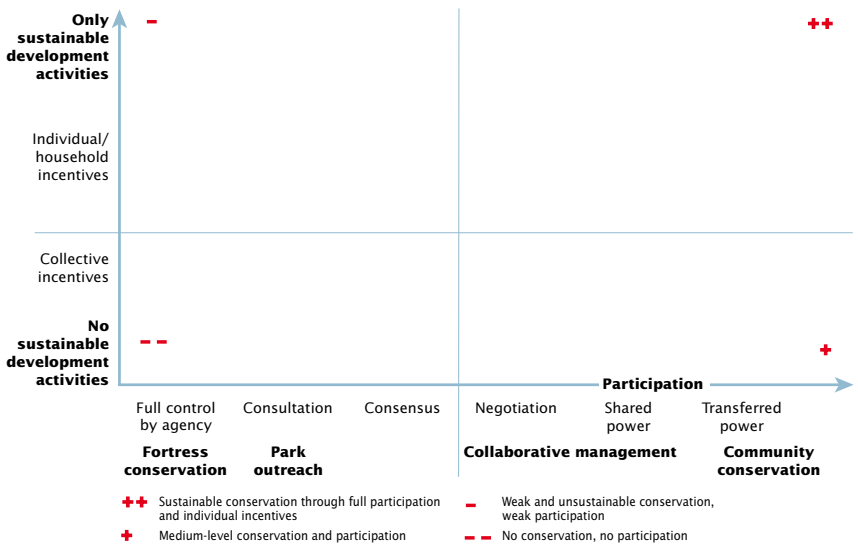 Only
sustainable
development
activities
Individual/
household
incentives
Collective
incentives
No
sustainable
development
activities
Participation
Full control
by agency
Consultation
Consensus
Negotiation
Shared
power
Transferred
power
Fortress
conservation
Park
outreach
Collaborative management
Community
conservation
++ Sustainable conservation through full participation
and individual incentives
+ Medium-level conservation and participation
– Weak and unsustainable conservation,
weak participation
– – No conservation, no participation